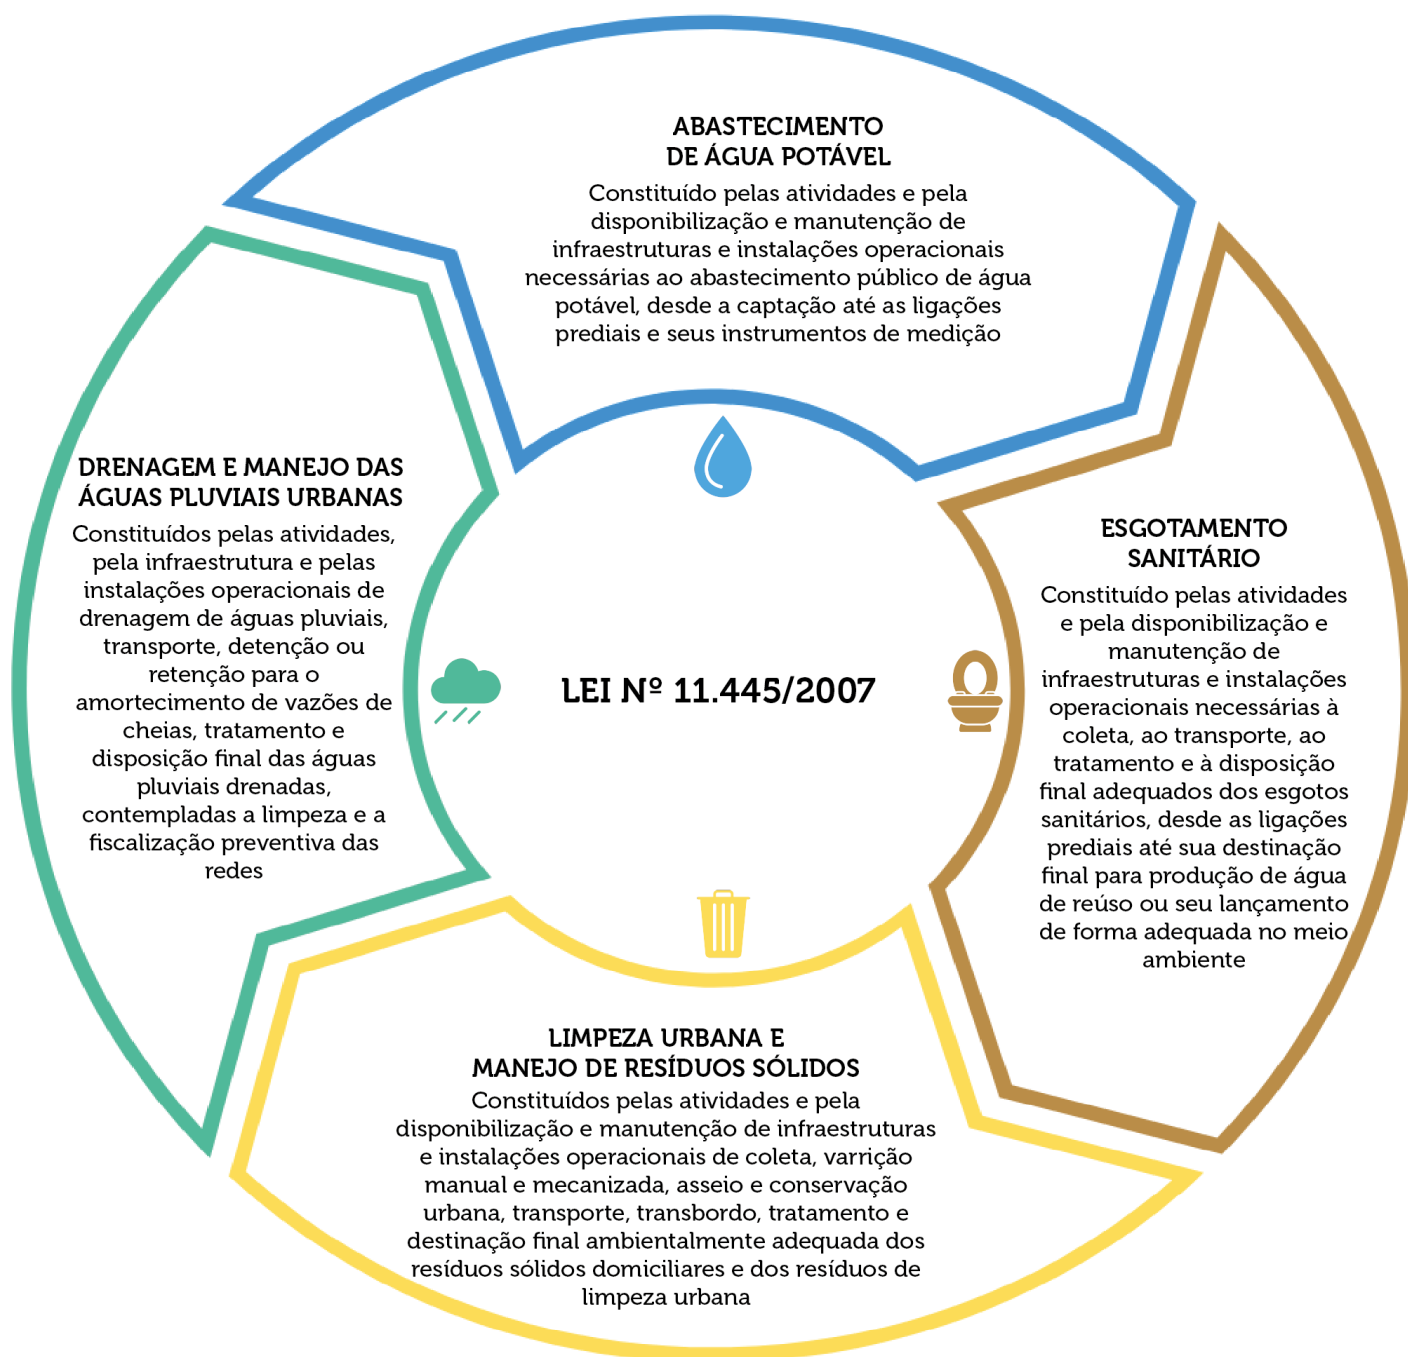 ABASTECIMENTO
DE ÁGUA POTÁVEL
Constituído pelas atividades e pela
disponibilização e manutenção de
infraestruturas e instalações operacionais
necessárias ao abastecimento público de água
potável, desde a captação até as ligações
prediais e seus instrumentos de medição
DRENAGEM E MANEJO DAS
ÁGUAS PLUVIAIS URBANAS
Constituídos pelas atividades,
pela infraestrutura e pelas
instalações operacionais de
drenagem de águas pluviais,
transporte, detenção ou
retenção para o
amortecimento de vazões de
cheias, tratamento e
disposição final das águas
pluviais drenadas,
contempladas a limpeza e a
fiscalização preventiva das
redes
LEI Nº 11.445/2007
ESGOTAMENTO
SANITÁRIO
Constituído pelas atividades
e pela disponibilização e
manutenção de
infraestruturas e instalações
operacionais necessárias à
coleta, ao transporte, ao
tratamento e à disposição
final adequados dos esgotos
sanitários, desde as ligações
prediais até sua destinação
final para produção de água
de reúso ou seu lançamento
de forma adequada no meio
ambiente
LIMPEZA URBANA E
MANEJO DE RESÍDUOS SÓLIDOS
Constituídos pelas atividades e pela
disponibilização e manutenção de infraestruturas
e instalações operacionais de coleta, varrição
manual e mecanizada, asseio e conservação
urbana, transporte, transbordo, tratamento e
destinação final ambientalmente adequada dos
resíduos sólidos domiciliares e dos resíduos de
limpeza urbana